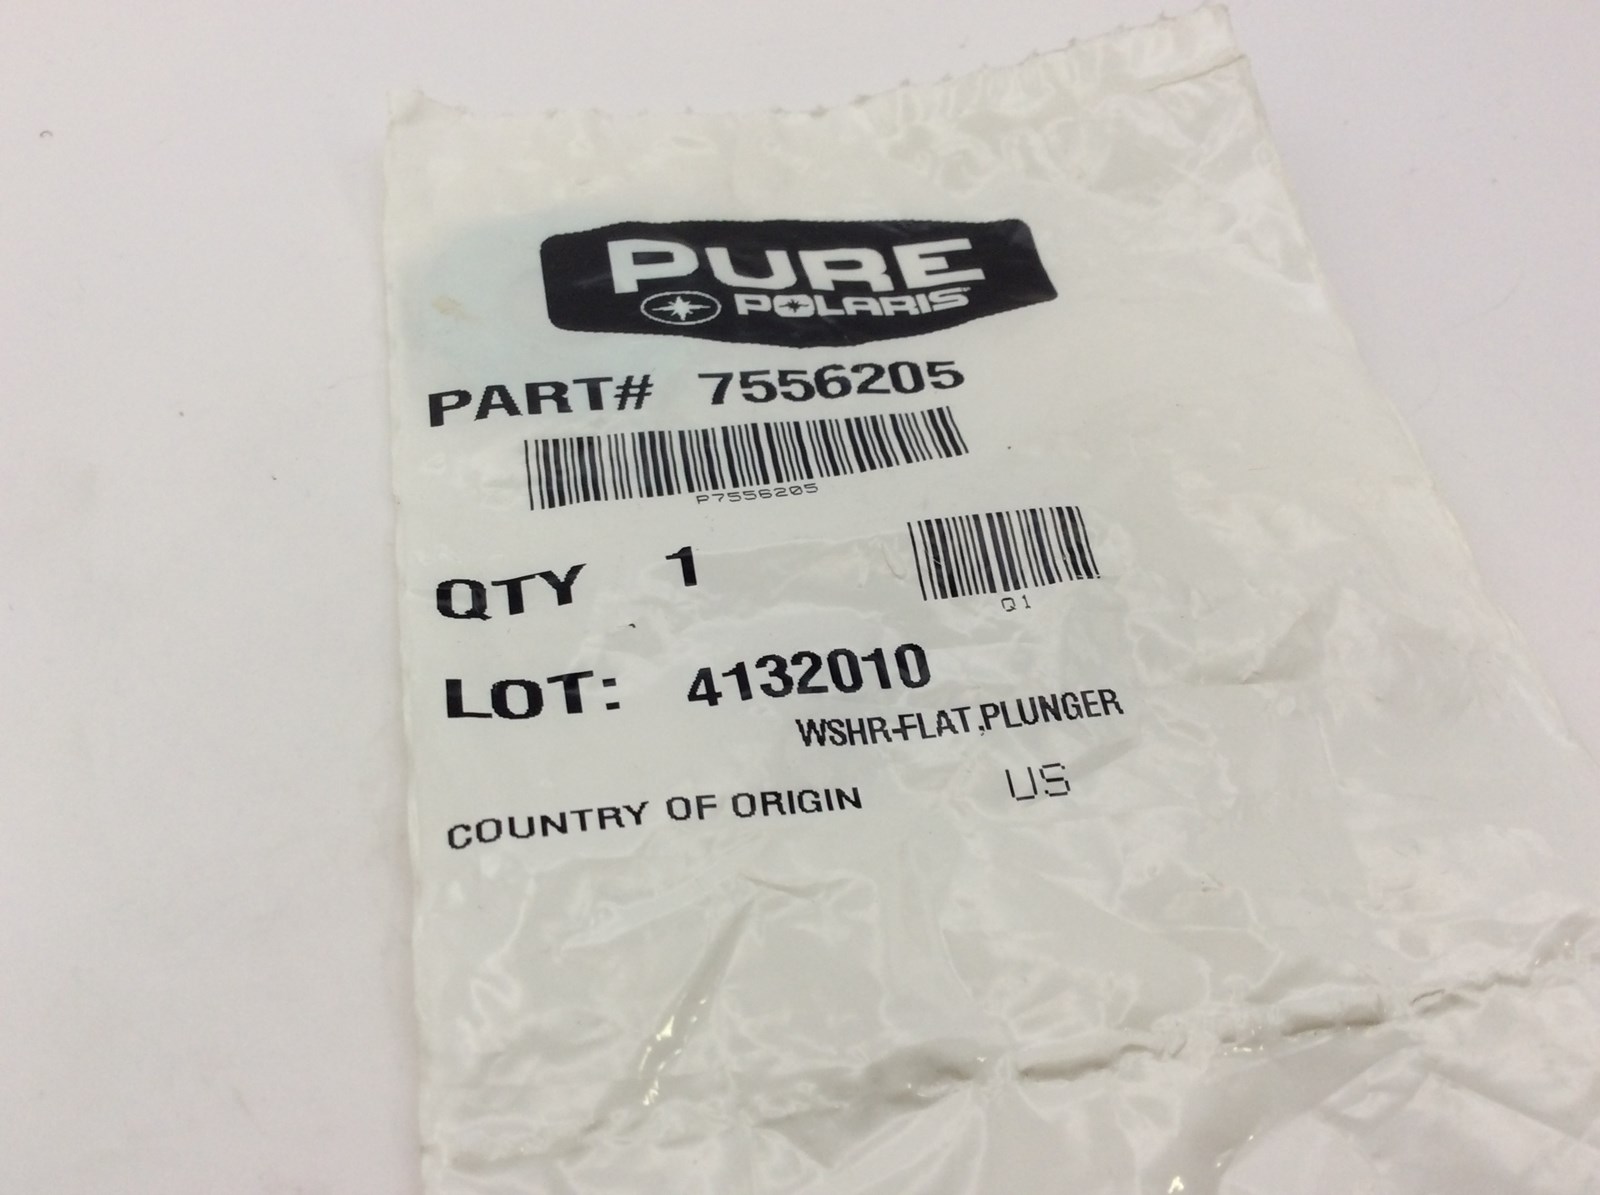 PURE
POLARIS
PART# 7556205
P7556205
QTY 1
Q1
LOT: 4132010
WSHR-FLAT,PLUNGER
COUNTRY OF ORIGIN US